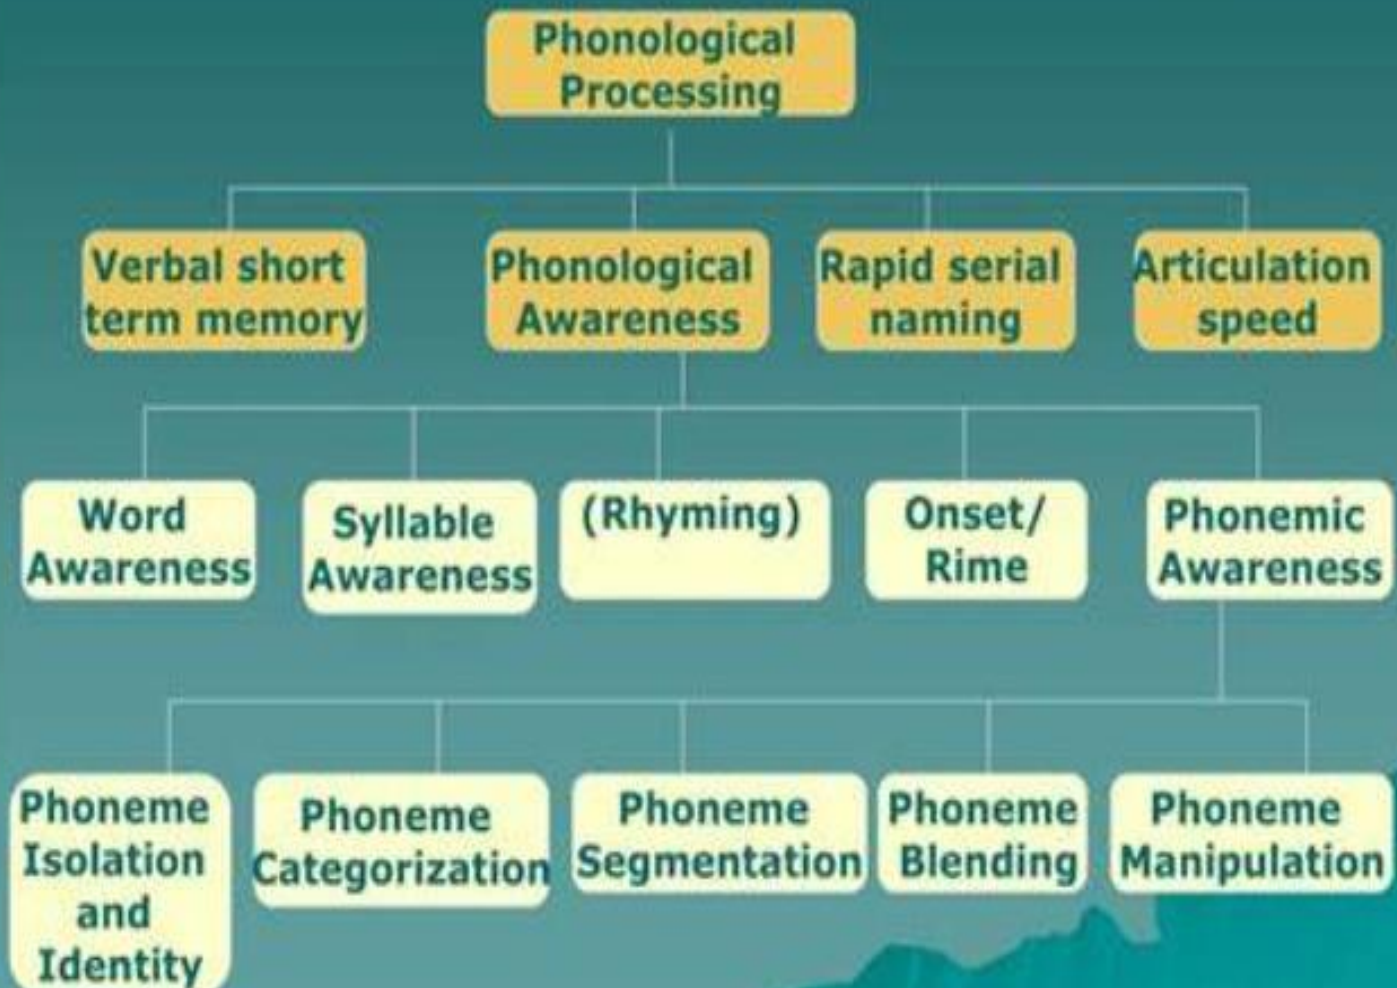 Phonological
Processing
Verbal short
term memory
Phonological
Awareness
Rapid serial
naming
Articulation
speed
Word
Awareness
Syllable
Awareness
(Rhyming)
Onset/
Rime
Phonemic
Awareness
Phoneme
Isolation
and
Identity
Phoneme
Categorization
Phoneme
Segmentation
Phoneme
Blending
Phoneme
Manipulation